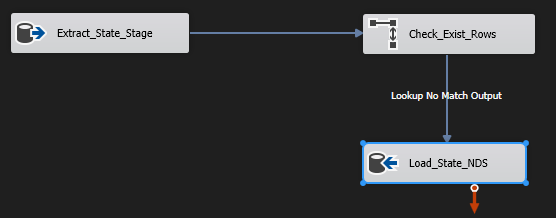 Extract_State_Stage
Check_Exist_Rows
Lookup No Match Output
Load_State_NDS